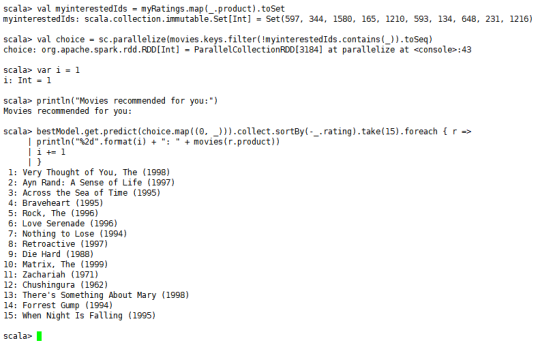 scala> val myinterestedIds = myRatings.map(_.product).toSet
myinterestedIds: scala.collection.immutable.Set[Int] = Set(597, 344, 1580, 165, 1210, 593, 134, 648, 231, 1216)
scala> val choice = sc.parallelize(movies.keys.filter(!myinterestedIds.contains(_)).toSeq)
choice: org.apache.spark.rdd.RDD[Int] = ParallelCollectionRDD[3184] at parallelize at <console>:43
scala> var i = 1
i: Int = 1
scala> println("Movies recommended for you:")
Movies recommended for you:
scala> bestModel.get.predict(choice.map((0, _))).collect.sortBy(-_.rating).take(15).foreach { r =>
| println("%2d".format(i) + ": " + movies(r.product))
| i += 1
| }
1: Very Thought of You, The (1998)
2: Ayn Rand: A Sense of Life (1997)
3: Across the Sea of Time (1995)
4: Braveheart (1995)
5: Rock, The (1996)
6: Love Serenade (1996)
7: Nothing to Lose (1994)
8: Retroactive (1997)
9: Die Hard (1988)
10: Matrix, The (1999)
11: Zachariah (1971)
12: Chushingura (1962)
13: There's Something About Mary (1998)
14: Forrest Gump (1994)
15: When Night Is Falling (1995)
scala>